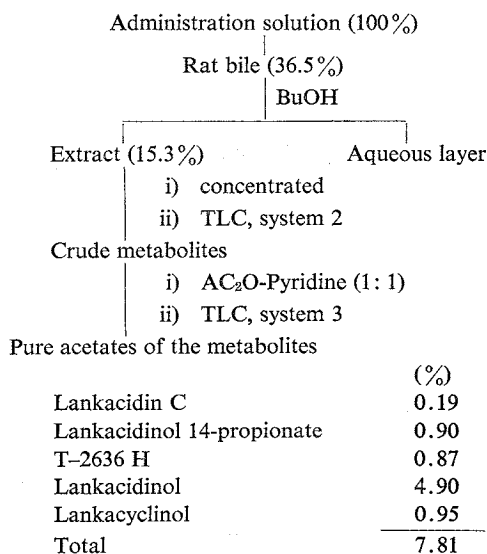 Administration solution (100%)
Rat bile (36.5%)
BuOH
Extract (15.3%) Aqueous layer
i) concentrated
ii) TLC, system 2
Crude metabolites
i) AC₂O-Pyridine (1: 1)
ii) TLC, system 3
Pure acetates of the metabolites
(%)
Lankacidin C 0.19
Lankacidinol 14-propionate 0.90
T–2636 H 0.87
Lankacidinol 4.90
Lankacyclinol 0.95
Total 7.81